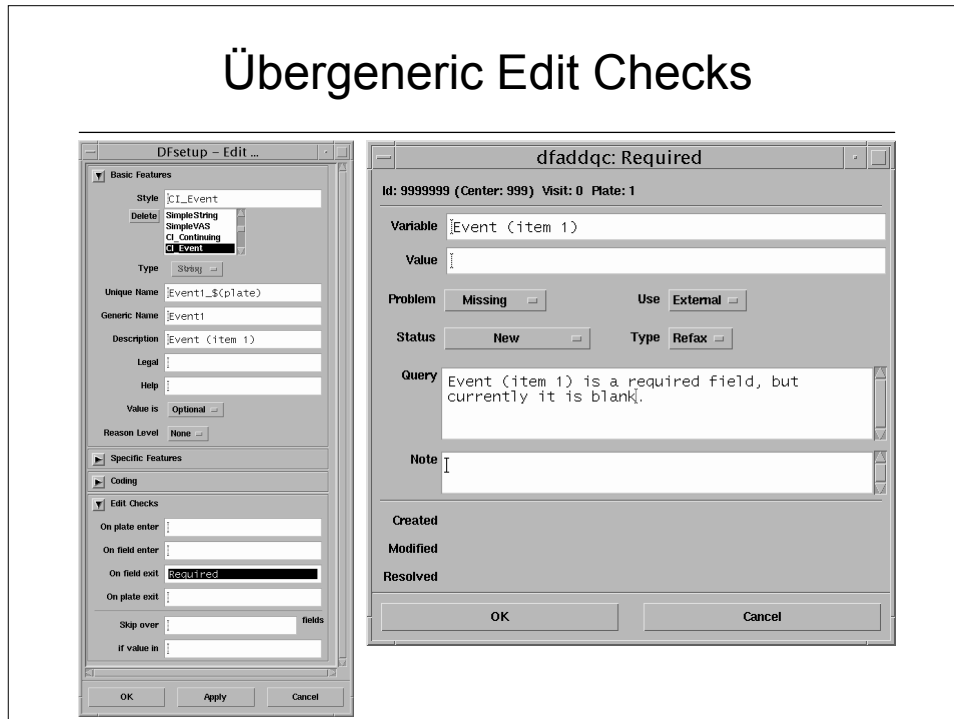 Übergeneric Edit Checks
DFsetup – Edit ...
Basic Features
Style CI_Event
Delete SimpleString
SimpleVAS
CI_Continuing
CI_Event
Type String
Unique Name Event1_$(plate)
Generic Name Event1
Description Event (item 1)
Legal
Help
Value is Optional
Reason Level None
Specific Features
Coding
Edit Checks
On plate enter
On field enter
On field exit Required
On plate exit
Skip over fields
if value in
OK Apply Cancel
dfaddqc: Required
Id: 9999999 (Center: 999) Visit: 0 Plate: 1
Variable Event (item 1)
Value
Problem Missing Use External
Status New Type Refax
Query Event (item 1) is a required field, but
currently it is blank.
Note
Created
Modified
Resolved
OK Cancel